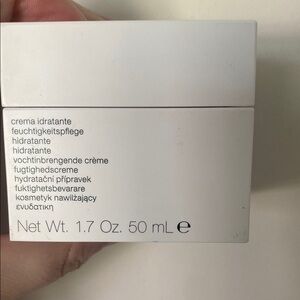 crema idratante
feuchtigkeitspflege
hidratante
hidratante
vochtinbrengende crème
fugtighedscreme
hydratační přípravek
fuktighetsbevarare
kosmetyk nawilżający
ενυδατικη
Net Wt. 1.7 Oz. 50 mL ℮